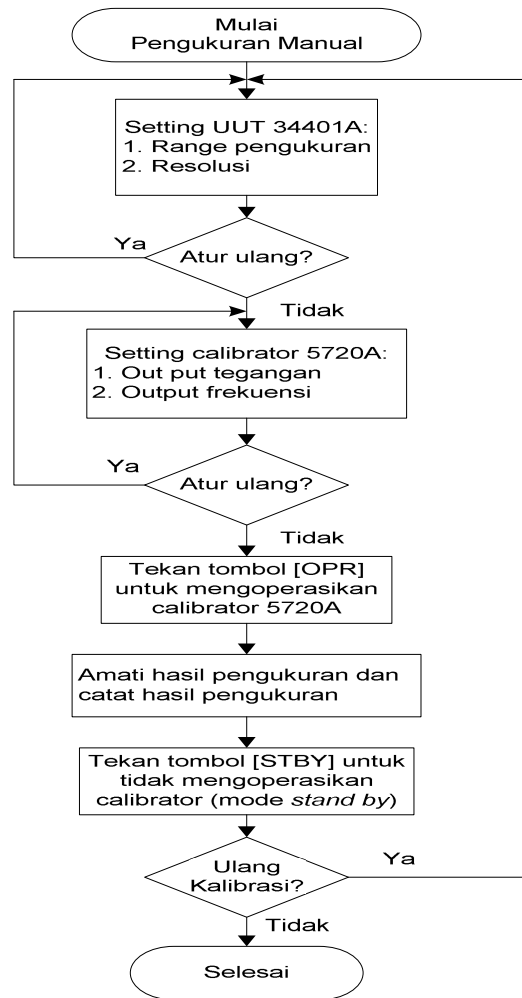 Mulai
Pengukuran Manual
Setting UUT 34401A:
1. Range pengukuran
2. Resolusi
Ya
Atur ulang?
Tidak
Setting calibrator 5720A:
1. Out put tegangan
2. Output frekuensi
Ya
Atur ulang?
Tidak
Tekan tombol [OPR]
untuk mengoperasikan
calibrator 5720A
Amati hasil pengukuran dan
catat hasil pengukuran
Tekan tombol [STBY] untuk
tidak mengoperasikan
calibrator (mode stand by)
Ulang
Kalibrasi?
Ya
Tidak
Selesai